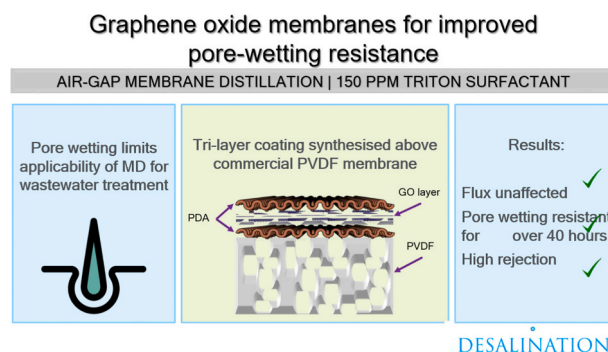 Graphene oxide membranes for improved
pore-wetting resistance
AIR-GAP MEMBRANE DISTILLATION | 150 PPM TRITON SURFACTANT
Pore wetting limits
applicability of MD for
wastewater treatment
Tri-layer coating synthesised above
commercial PVDF membrane
GO layer
PDA
PVDF
Results:
Flux unaffected
Pore wetting resistant
for over 40 hours
High rejection
DESALINATION